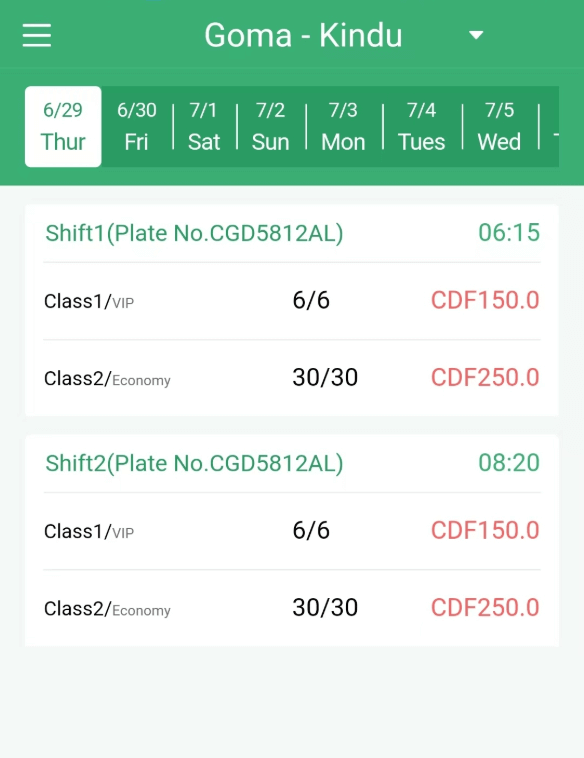 Goma - Kindu
6/29 6/30 7/1 7/2 7/3 7/4 7/5
Thur Fri Sat Sun Mon Tues Wed
Shift1(Plate No.CGD5812AL) 06:15
Class1/VIP 6/6 CDF150.0
Class2/Economy 30/30 CDF250.0
Shift2(Plate No.CGD5812AL) 08:20
Class1/VIP 6/6 CDF150.0
Class2/Economy 30/30 CDF250.0